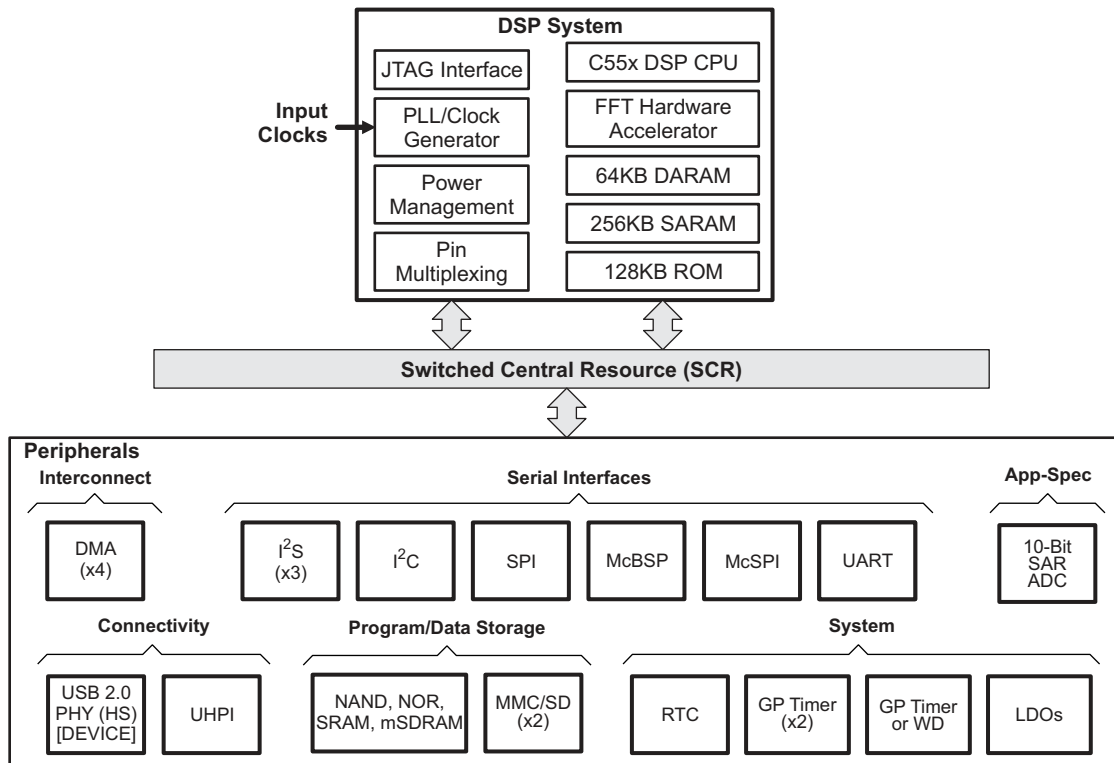 DSP System
JTAG Interface
C55x DSP CPU
Input
Clocks
PLL/Clock
Generator
FFT Hardware
Accelerator
Power
Management
64KB DARAM
256KB SARAM
Pin
Multiplexing
128KB ROM
Switched Central Resource (SCR)
Peripherals
Interconnect
Serial Interfaces
App-Spec
DMA
(x4)
I²S
(x3)
I²C
SPI
McBSP
McSPI
UART
10-Bit
SAR
ADC
Connectivity
Program/Data Storage
System
USB 2.0
PHY (HS)
[DEVICE]
UHPI
NAND, NOR,
SRAM, mSDRAM
MMC/SD
(x2)
RTC
GP Timer
(x2)
GP Timer
or WD
LDOs